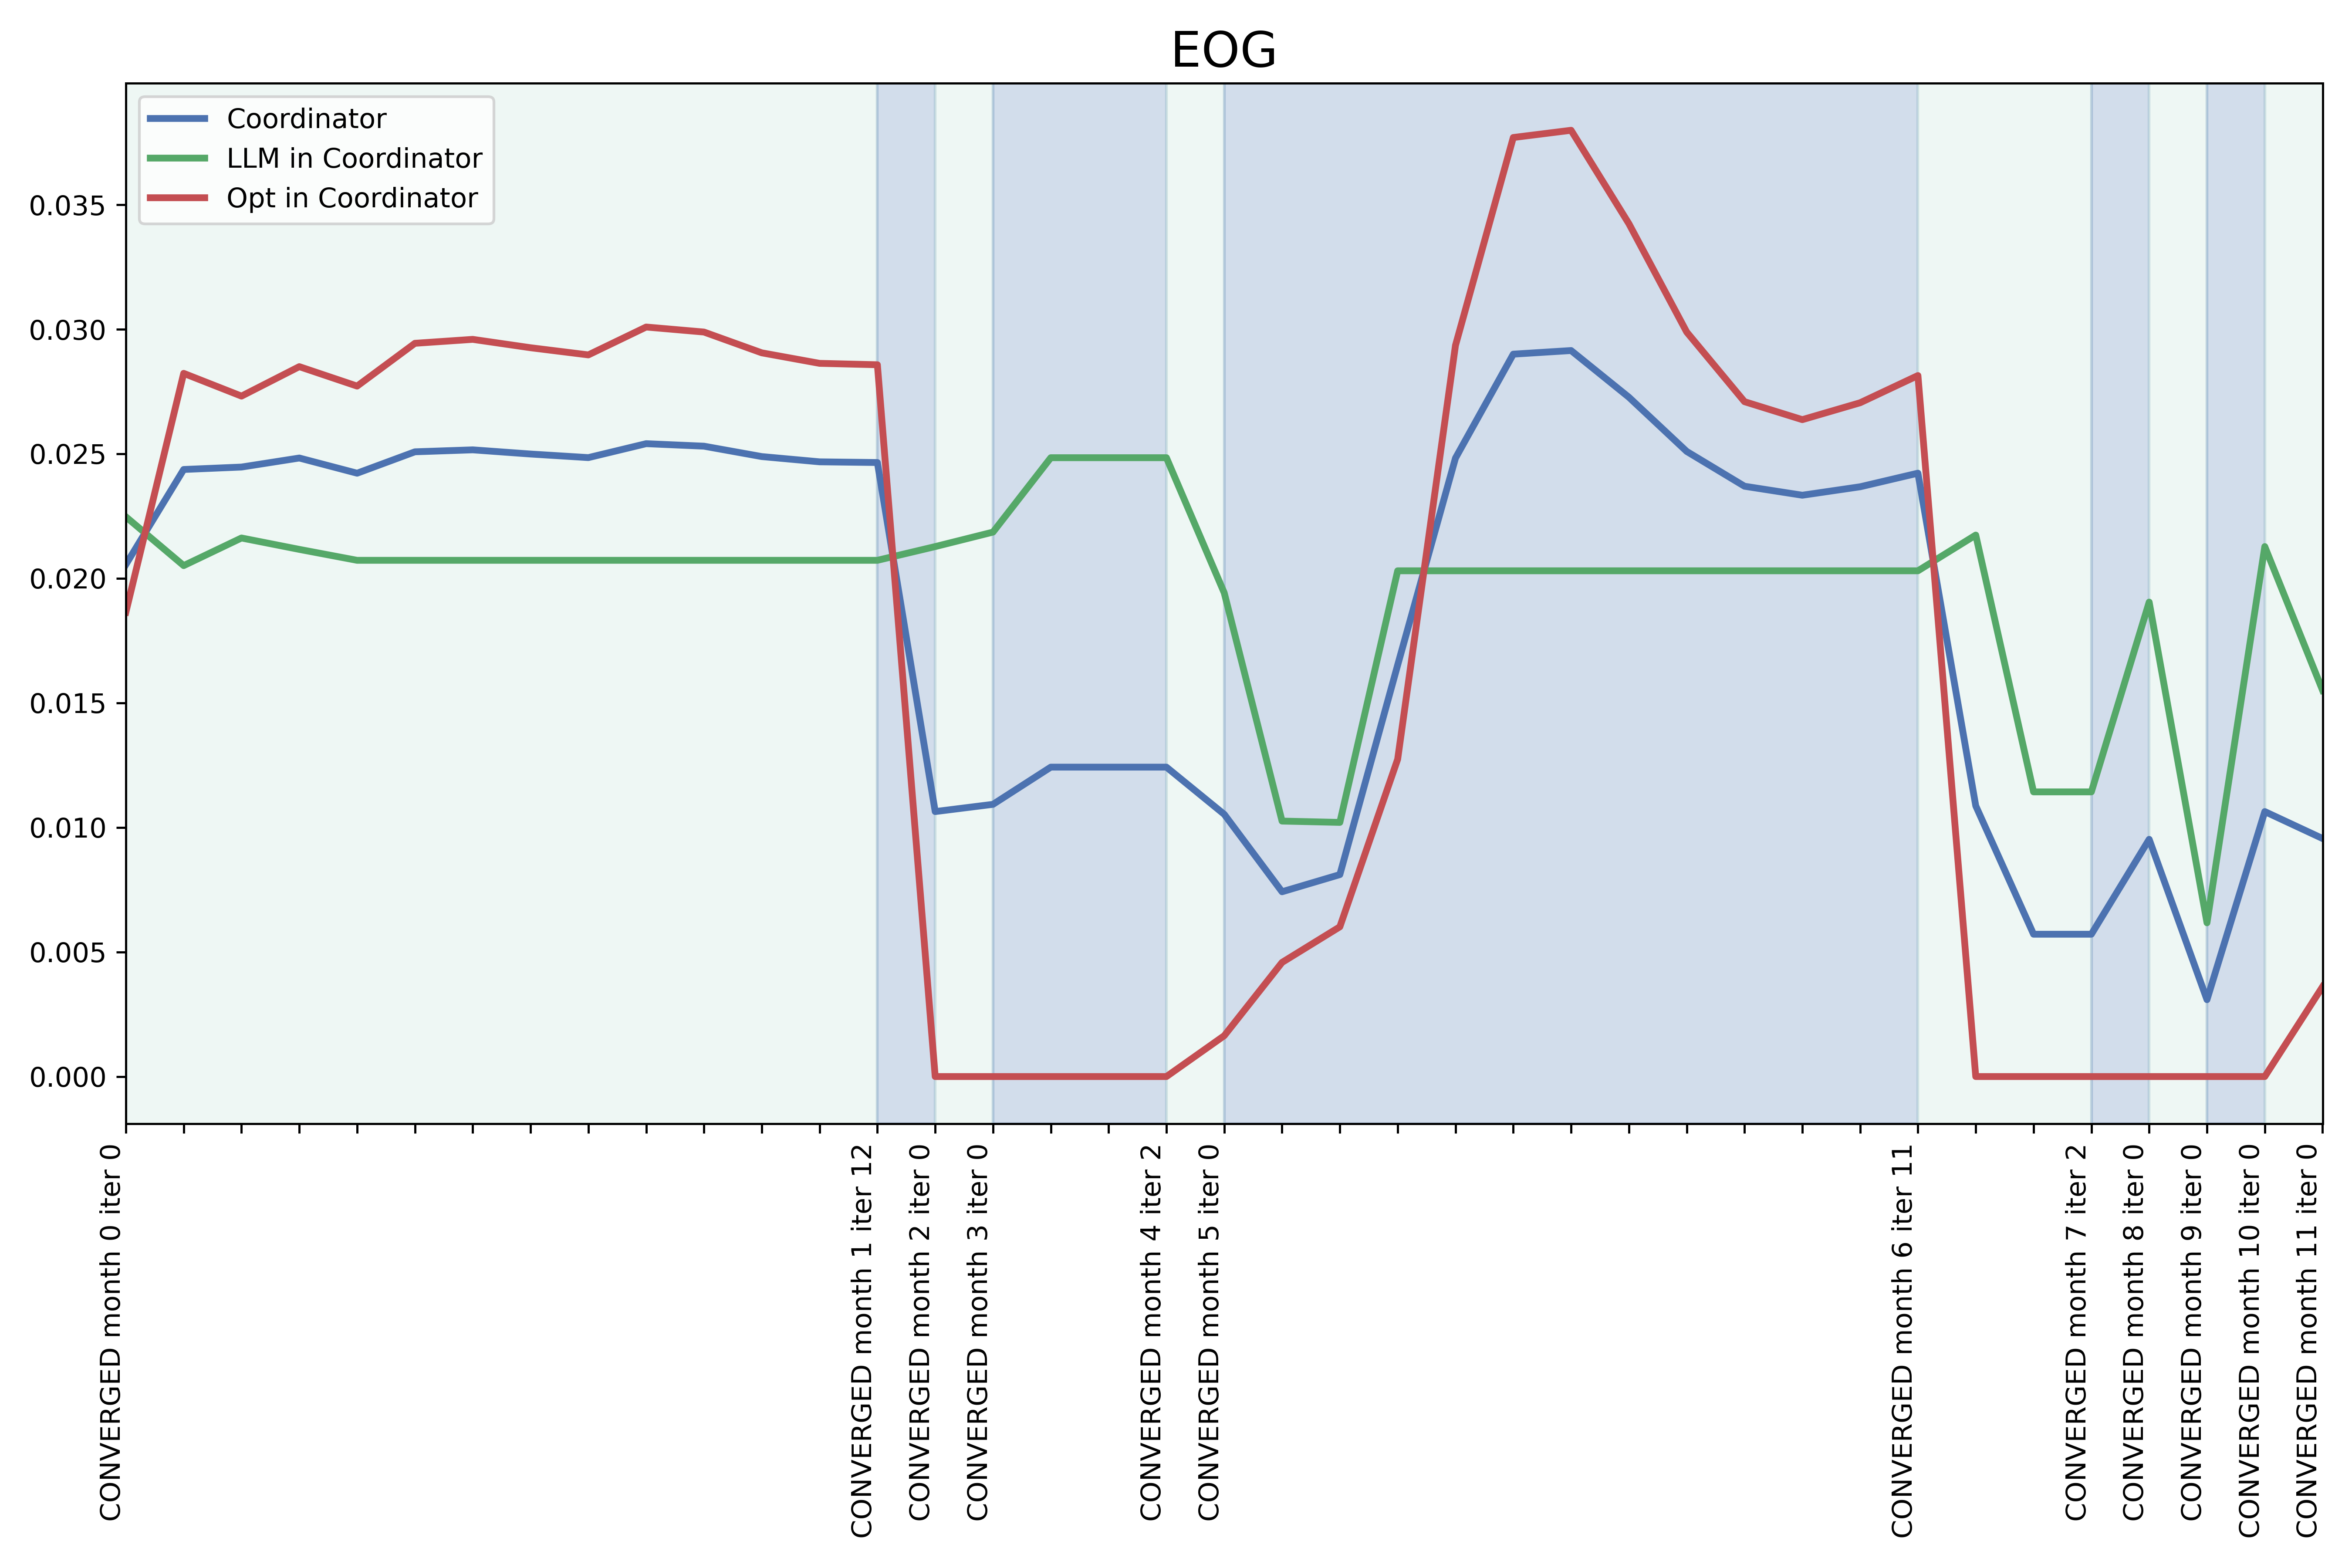 EOG
Coordinator
LLM in Coordinator
Opt in Coordinator
0.035
0.030
0.025
0.020
0.015
0.010
0.005
0.000
CONVERGED month 0 iter 0
CONVERGED month 1 iter 12
CONVERGED month 2 iter 0
CONVERGED month 3 iter 0
CONVERGED month 4 iter 2
CONVERGED month 5 iter 0
CONVERGED month 6 iter 11
CONVERGED month 7 iter 2
CONVERGED month 8 iter 0
CONVERGED month 9 iter 0
CONVERGED month 10 iter 0
CONVERGED month 11 iter 0